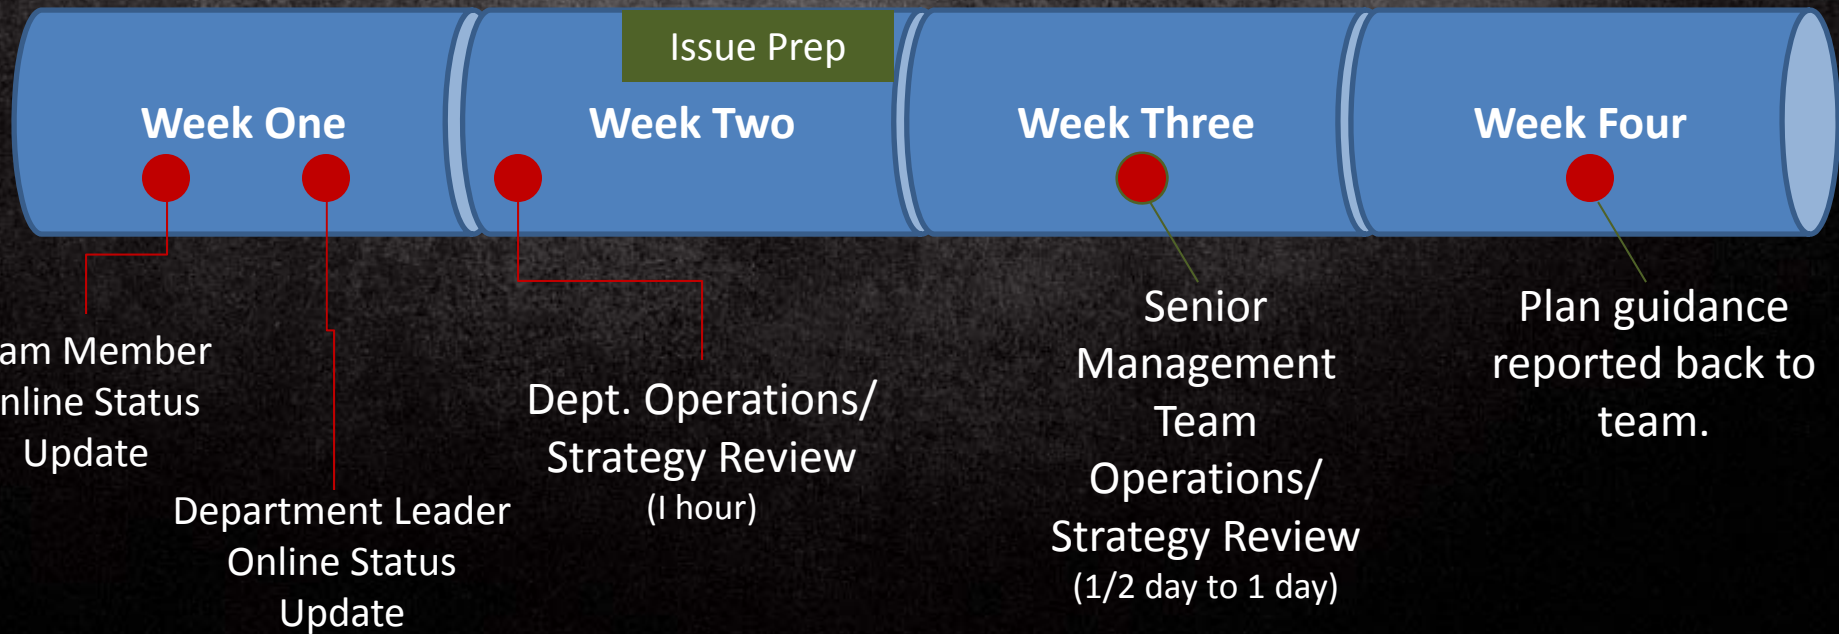 Issue Prep
Week One
Week Two
Week Three
Week Four
am Member
nline Status
Update
Department Leader
Online Status
Update
Dept. Operations/
Strategy Review
(I hour)
Senior
Management
Team
Operations/
Strategy Review
(1/2 day to 1 day)
Plan guidance
reported back to
team.